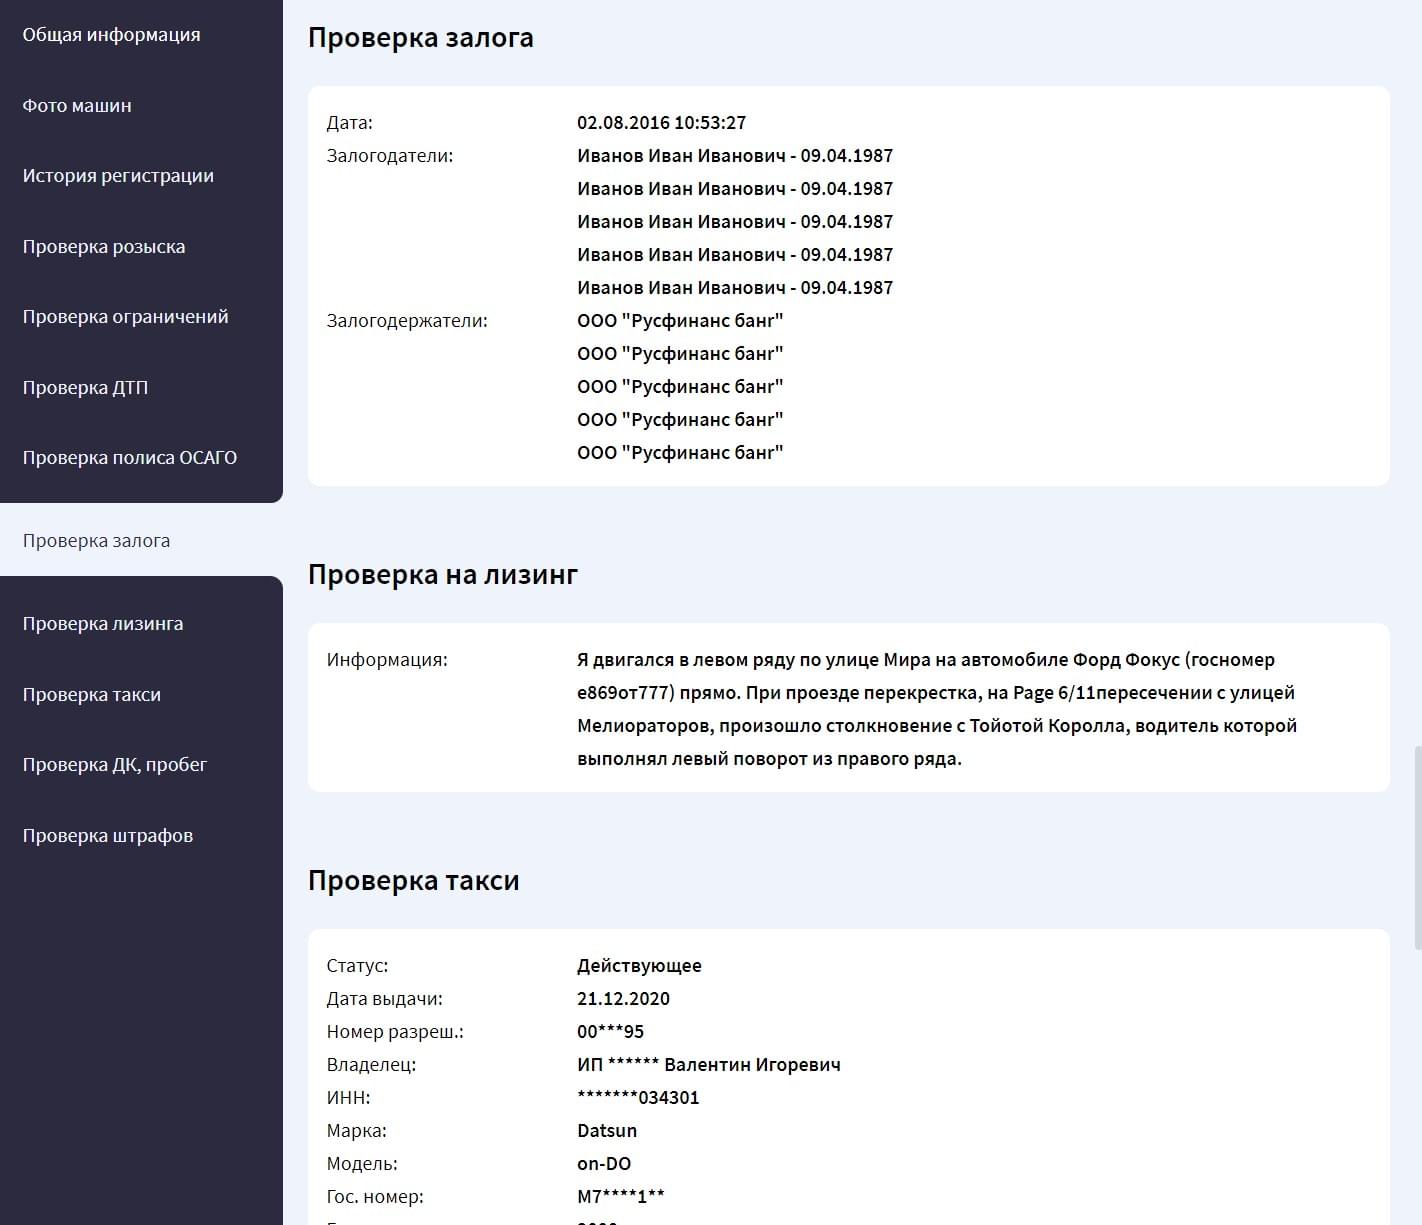 Общая информация
Фото машин
История регистрации
Проверка розыска
Проверка ограничений
Проверка ДТП
Проверка полиса ОСАГО
Проверка залога
Проверка лизинга
Проверка такси
Проверка ДК, пробег
Проверка штрафов
Проверка залога
Дата: 02.08.2016 10:53:27
Залогодатели: Иванов Иван Иванович - 09.04.1987
Иванов Иван Иванович - 09.04.1987
Иванов Иван Иванович - 09.04.1987
Иванов Иван Иванович - 09.04.1987
Иванов Иван Иванович - 09.04.1987
Залогодержатели: ООО "Русфинанс банг"
ООО "Русфинанс банг"
ООО "Русфинанс банг"
ООО "Русфинанс банг"
ООО "Русфинанс банг"
Проверка на лизинг
Информация: Я двигался в левом ряду по улице Мира на автомобиле Форд Фокус (госномер
е869от777) прямо. При проезде перекрестка, на Page 6/11пересечении с улицей
Мелиораторов, произошло столкновение с Тойотой Королла, водитель которой
выполнял левый поворот из правого ряда.
Проверка такси
Статус: Действующее
Дата выдачи: 21.12.2020
Номер разреш.: 00***95
Владелец: ИП ****** Валентин Игоревич
ИНН: *******034301
Марка: Datsun
Модель: on-DO
Гос. номер: М7****1**